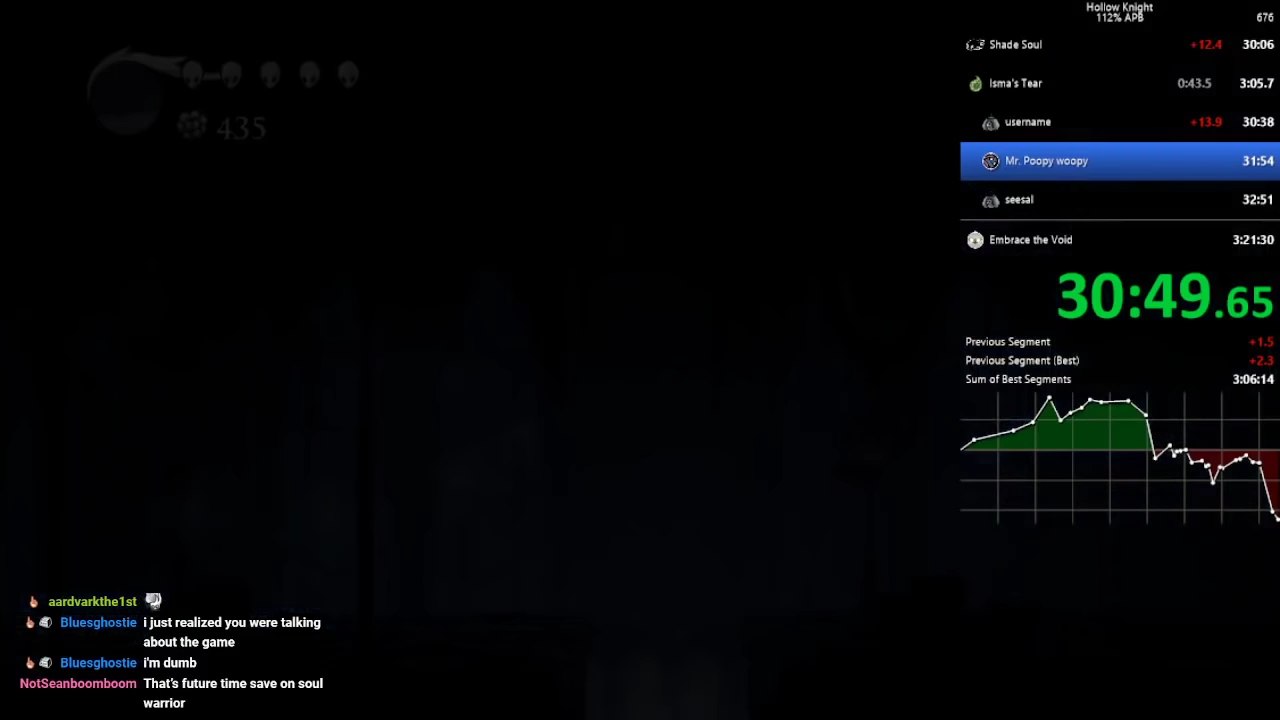 Hollow Knight
112% APB 676
Shade Soul +12.4 30:06
Isma's Tear 0:43.5 3:05.7
username +13.9 30:38
Mr. Poopy woopy 31:54
seesal 32:51
Embrace the Void 3:21:30
30:49.65
Previous Segment +1.5
Previous Segment (Best) +2.3
Sum of Best Segments 3:06:14
435
aardvarkthe1st
Bluesghostie i just realized you were talking
about the game
Bluesghostie i'm dumb
NotSeanboomboom That's future time save on soul
warrior